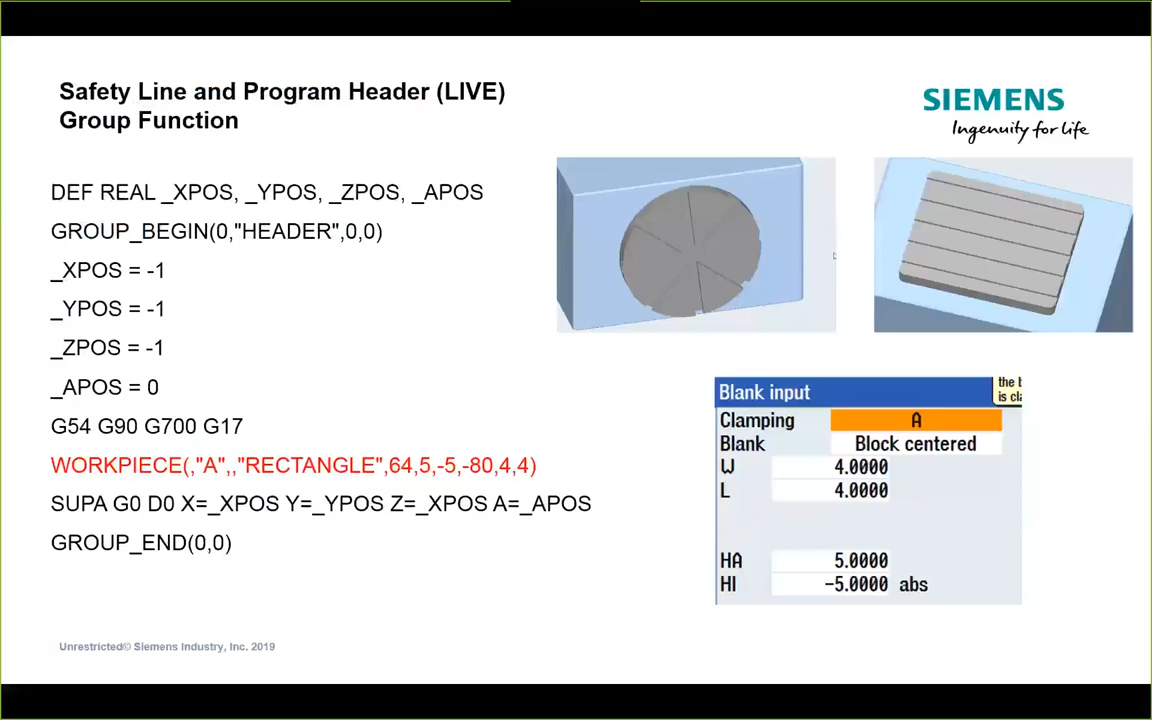 Safety Line and Program Header (LIVE)
Group Function
SIEMENS
Ingenuity for life
DEF REAL _XPOS, _YPOS, _ZPOS, _APOS
GROUP_BEGIN(0,"HEADER",0,0)
_XPOS = -1
_YPOS = -1
_ZPOS = -1
_APOS = 0
G54 G90 G700 G17
WORKPIECE(,"A",,"RECTANGLE",64,5,-5,-80,4,4)
SUPA G0 D0 X=_XPOS Y=_YPOS Z=_XPOS A=_APOS
GROUP_END(0,0)
Blank input
the b
is cla
Clamping A
Blank Block centered
W 4.0000
L 4.0000
HA 5.0000
HI -5.0000 abs
Unrestricted© Siemens Industry, Inc. 2019